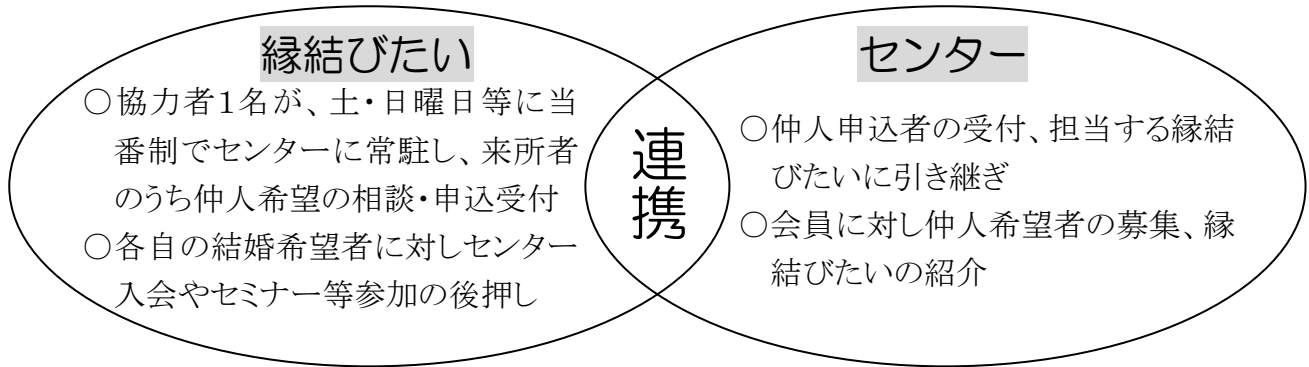 縁結びたい
○協力者1名が、土・日曜日等に当
番制でセンターに常駐し、来所者
のうち仲人希望の相談・申込受付
○各自の結婚希望者に対しセンター
入会やセミナー等参加の後押し
連携
センター
○仲人申込者の受付、担当する縁結
びたいに引き継ぎ
○会員に対し仲人希望者の募集、縁
結びたいの紹介